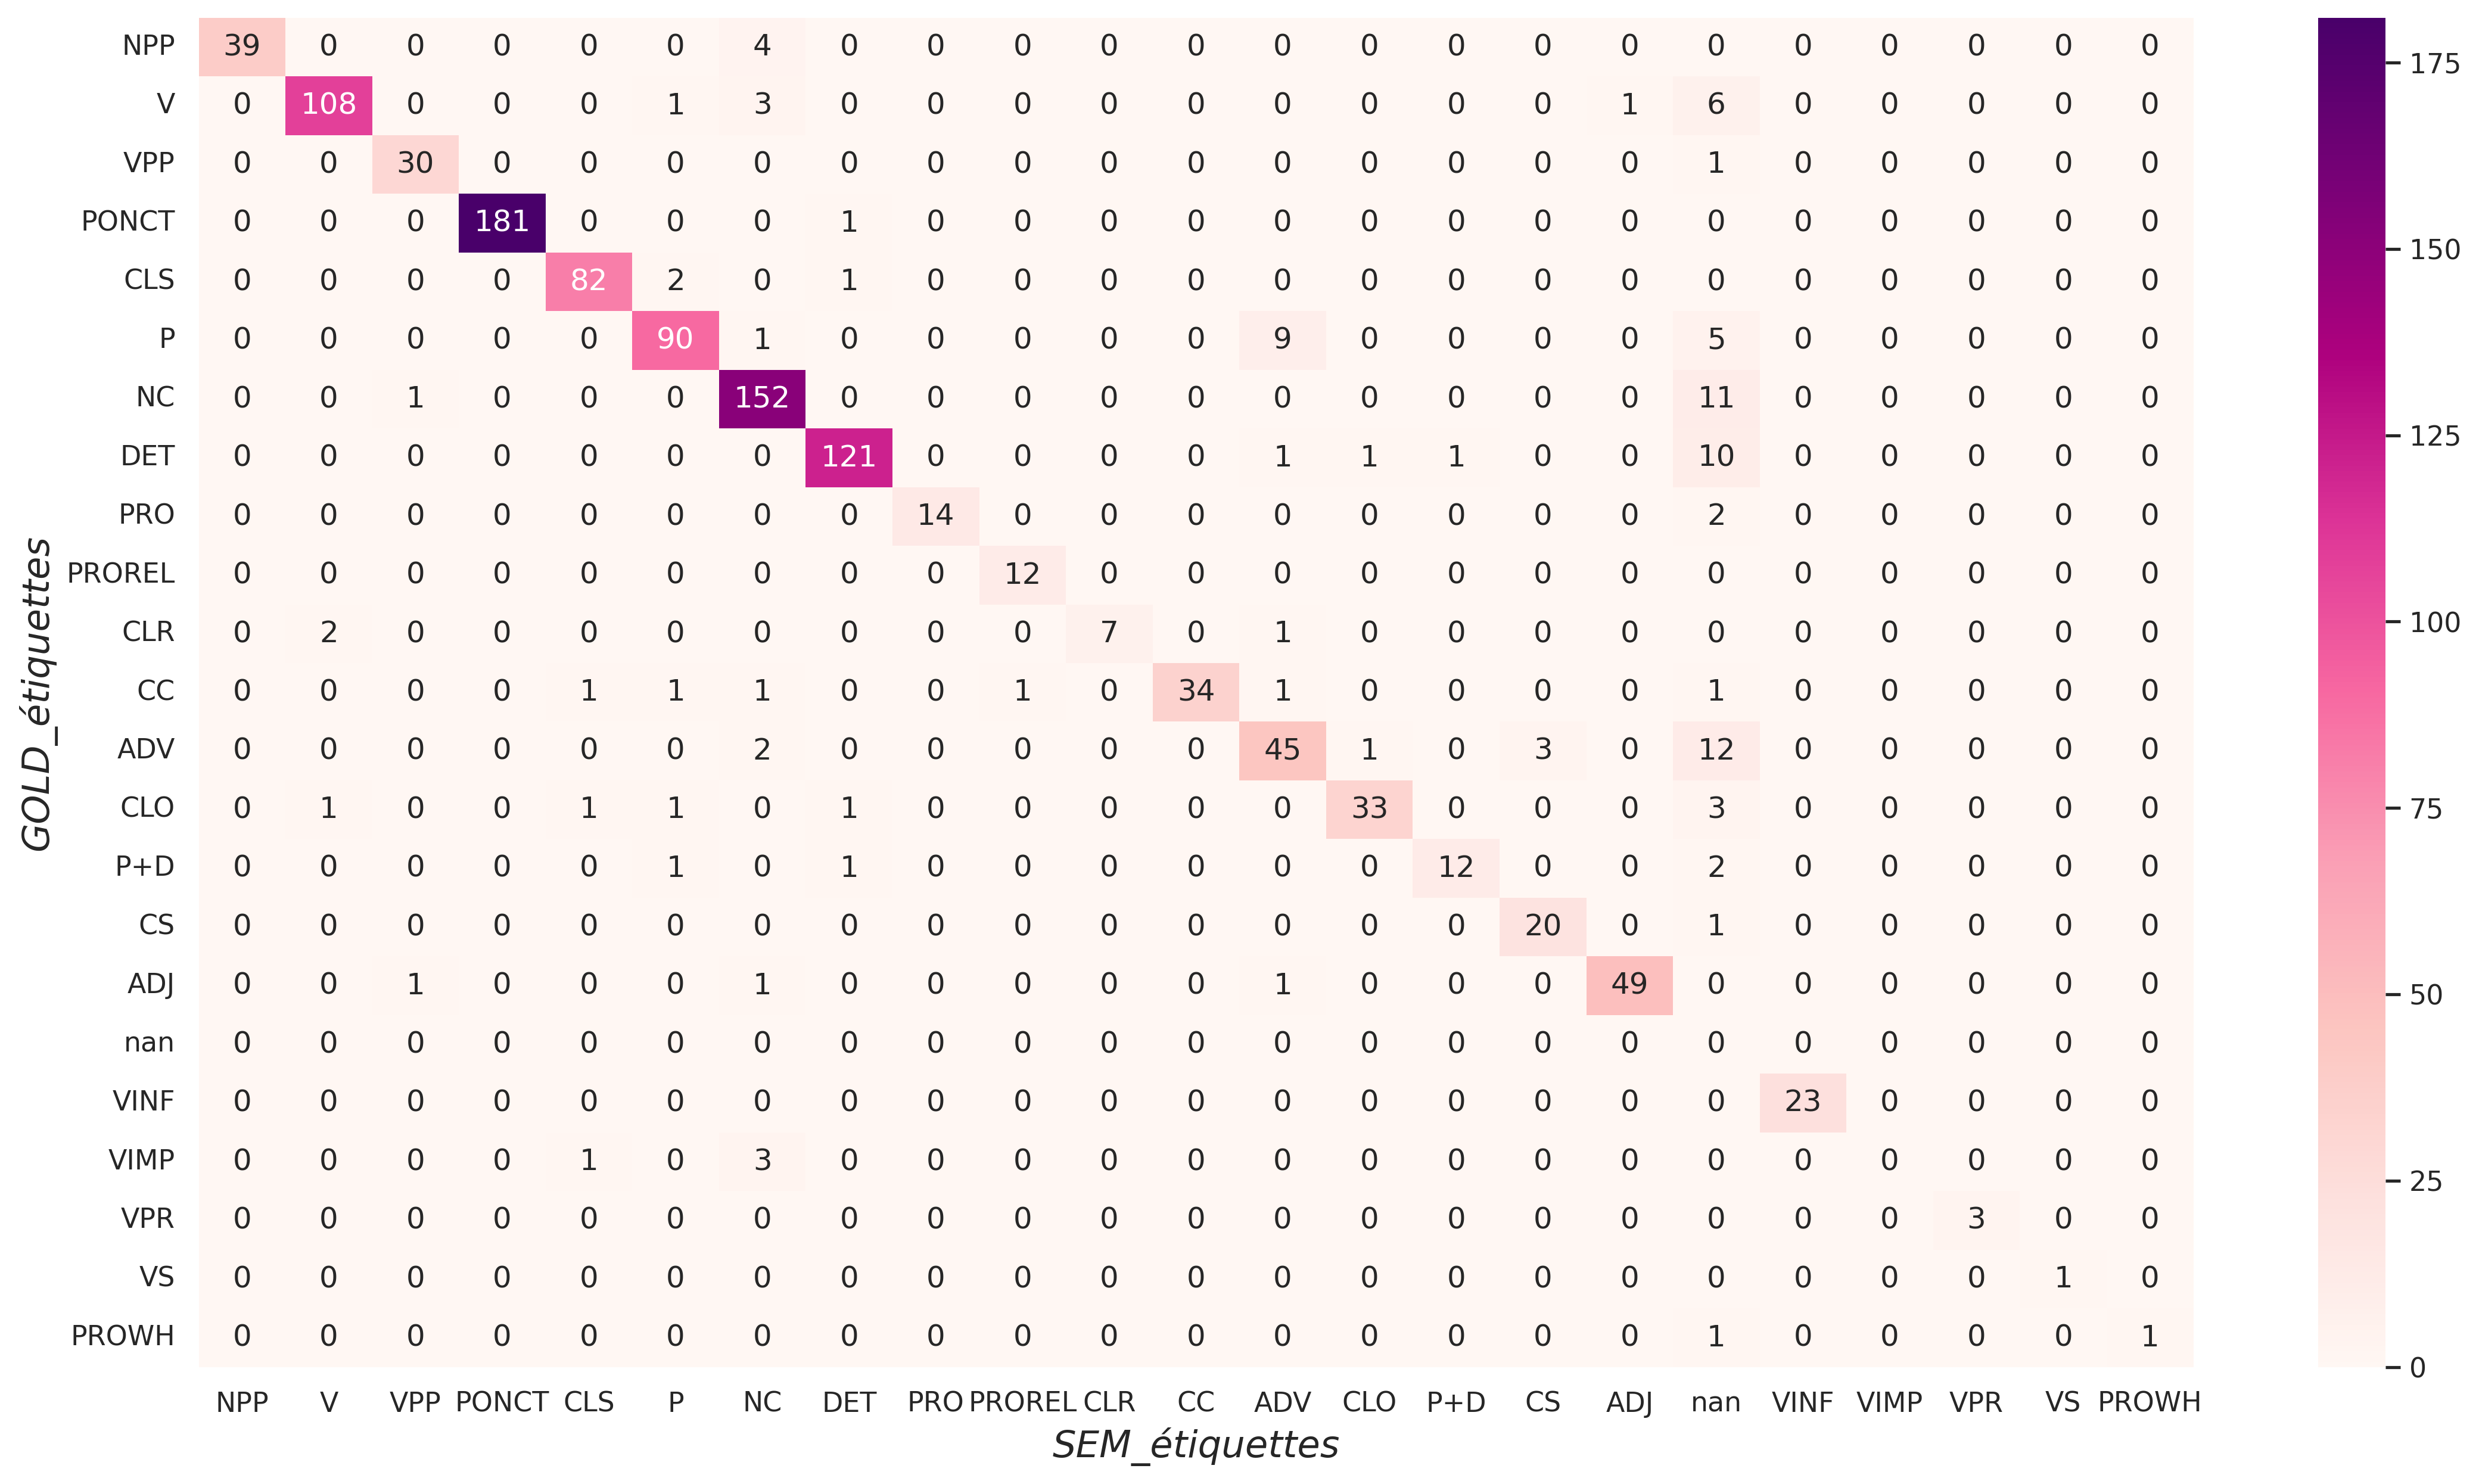 NPP 39 0 0 0 0 0 4 0 0 0 0 0 0 0 0 0 0 0 0 0 0 0 0
V 0 108 0 0 0 1 3 0 0 0 0 0 0 0 0 0 1 6 0 0 0 0 0
VPP 0 0 30 0 0 0 0 0 0 0 0 0 0 0 0 0 0 1 0 0 0 0 0
PONCT 0 0 0 181 0 0 0 1 0 0 0 0 0 0 0 0 0 0 0 0 0 0 0
CLS 0 0 0 0 82 2 0 1 0 0 0 0 0 0 0 0 0 0 0 0 0 0 0
P 0 0 0 0 0 90 1 0 0 0 0 0 9 0 0 0 0 5 0 0 0 0 0
NC 0 0 1 0 0 0 152 0 0 0 0 0 0 0 0 0 0 11 0 0 0 0 0
DET 0 0 0 0 0 0 0 121 0 0 0 0 1 1 1 0 0 10 0 0 0 0 0
PRO 0 0 0 0 0 0 0 0 14 0 0 0 0 0 0 0 0 2 0 0 0 0 0
PROREL 0 0 0 0 0 0 0 0 0 12 0 0 0 0 0 0 0 0 0 0 0 0 0
CLR 0 2 0 0 0 0 0 0 0 0 7 0 1 0 0 0 0 0 0 0 0 0 0
CC 0 0 0 0 1 1 1 0 0 1 0 34 1 0 0 0 0 1 0 0 0 0 0
ADV 0 0 0 0 0 0 2 0 0 0 0 0 45 1 0 3 0 12 0 0 0 0 0
CLO 0 1 0 0 1 1 0 1 0 0 0 0 0 33 0 0 0 3 0 0 0 0 0
P+D 0 0 0 0 0 1 0 1 0 0 0 0 0 0 12 0 0 2 0 0 0 0 0
CS 0 0 0 0 0 0 0 0 0 0 0 0 0 0 0 20 0 1 0 0 0 0 0
ADJ 0 0 1 0 0 0 1 0 0 0 0 0 1 0 0 0 49 0 0 0 0 0 0
nan 0 0 0 0 0 0 0 0 0 0 0 0 0 0 0 0 0 0 0 0 0 0 0
VINF 0 0 0 0 0 0 0 0 0 0 0 0 0 0 0 0 0 0 23 0 0 0 0
VIMP 0 0 0 0 1 0 3 0 0 0 0 0 0 0 0 0 0 0 0 0 0 0 0
VPR 0 0 0 0 0 0 0 0 0 0 0 0 0 0 0 0 0 0 0 0 3 0 0
VS 0 0 0 0 0 0 0 0 0 0 0 0 0 0 0 0 0 0 0 0 0 1 0
PROWH 0 0 0 0 0 0 0 0 0 0 0 0 0 0 0 0 0 1 0 0 0 0 1
NPP V VPP PONCT CLS P NC DET PRO PROREL CLR CC ADV CLO P+D CS ADJ nan VINF VIMP VPR VS PROWH
SEM_étiquettes
GOLD_étiquettes
175
150
125
100
75
50
25
0